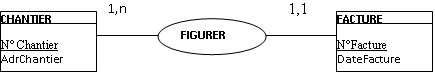 CHANTIER
1,n
1,1
FACTURE
FIGURER
N° Chantier
AdrChantier
N°Facture
DateFacture